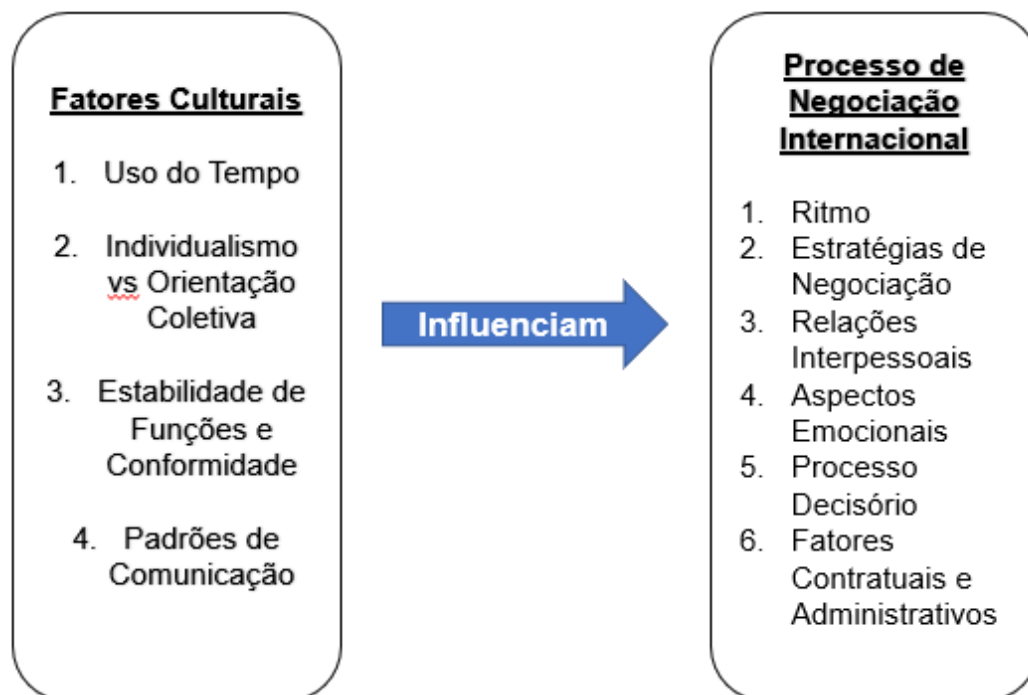 Fatores Culturais
1. Uso do Tempo
2. Individualismo
vs Orientação
Coletiva
3. Estabilidade de
Funções e
Conformidade
4. Padrões de
Comunicação
Influenciam
Processo de
Negociação
Internacional
1. Ritmo
2. Estratégias de
Negociação
3. Relações
Interpessoais
4. Aspectos
Emocionais
5. Processo
Decisório
6. Fatores
Contratuais e
Administrativos